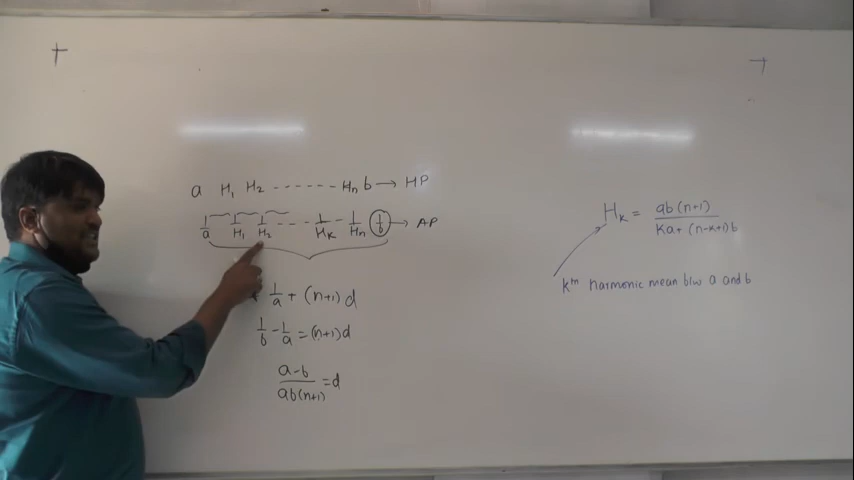 a H₁ H₂ ------ Hₙ b → HP
1/a 1/H₁ 1/H₂ --- 1/Hₖ - 1/Hₙ 1/b → AP
1/a + (n+1) d
1/b - 1/a = (n+1)d
a-b/ab(n+1) = d
Hₖ = ab(n+1)/Ka + (n-k+1)b
kᵗʰ harmonic mean b/w a and b